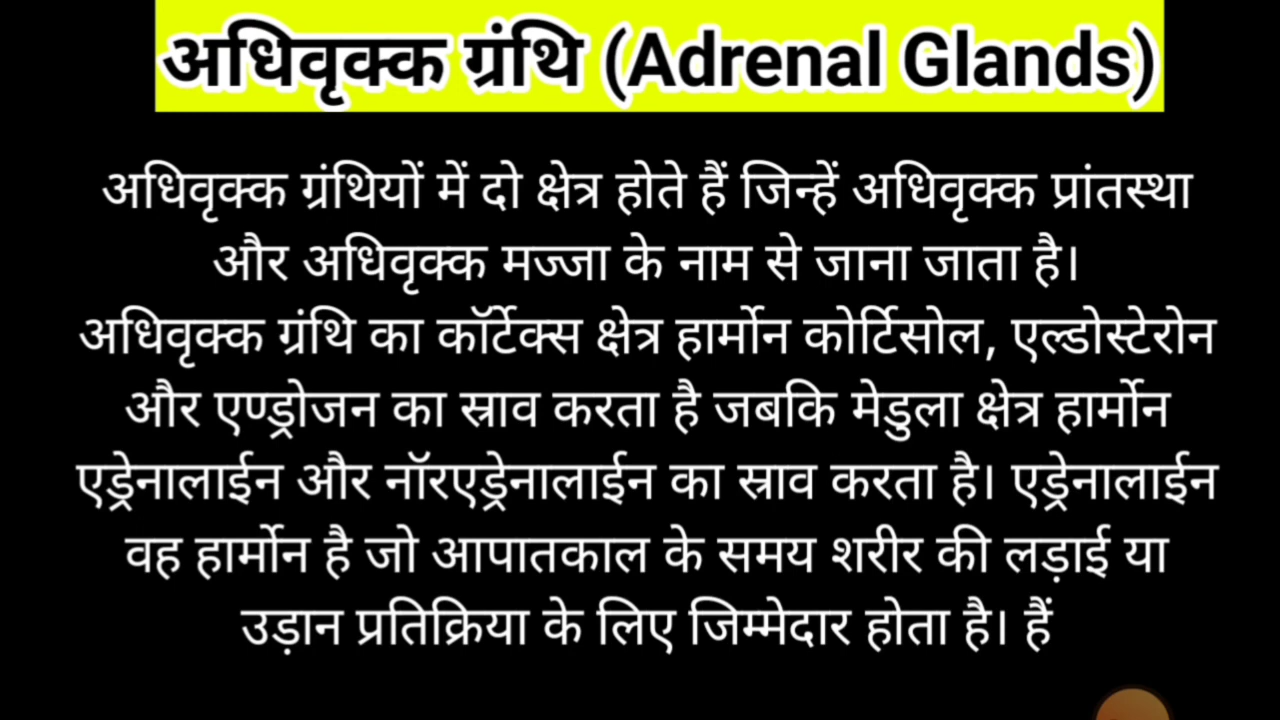 अधिवृक्क ग्रंथि (Adrenal Glands)
अधिवृक्क ग्रंथियों में दो क्षेत्र होते हैं जिन्हें अधिवृक्क प्रांतस्था
और अधिवृक्क मज्जा के नाम से जाना जाता है।
अधिवृक्क ग्रंथि का कॉर्टेक्स क्षेत्र हार्मोन कोर्टिसोल, एल्डोस्टेरोन
और एण्ड्रोजन का स्राव करता है जबकि मेडुला क्षेत्र हार्मोन
एड्रेनालाईन और नॉरएड्रेनालाईन का स्राव करता है। एड्रेनालाईन
वह हार्मोन है जो आपातकाल के समय शरीर की लड़ाई या
उड़ान प्रतिक्रिया के लिए जिम्मेदार होता है। हैं